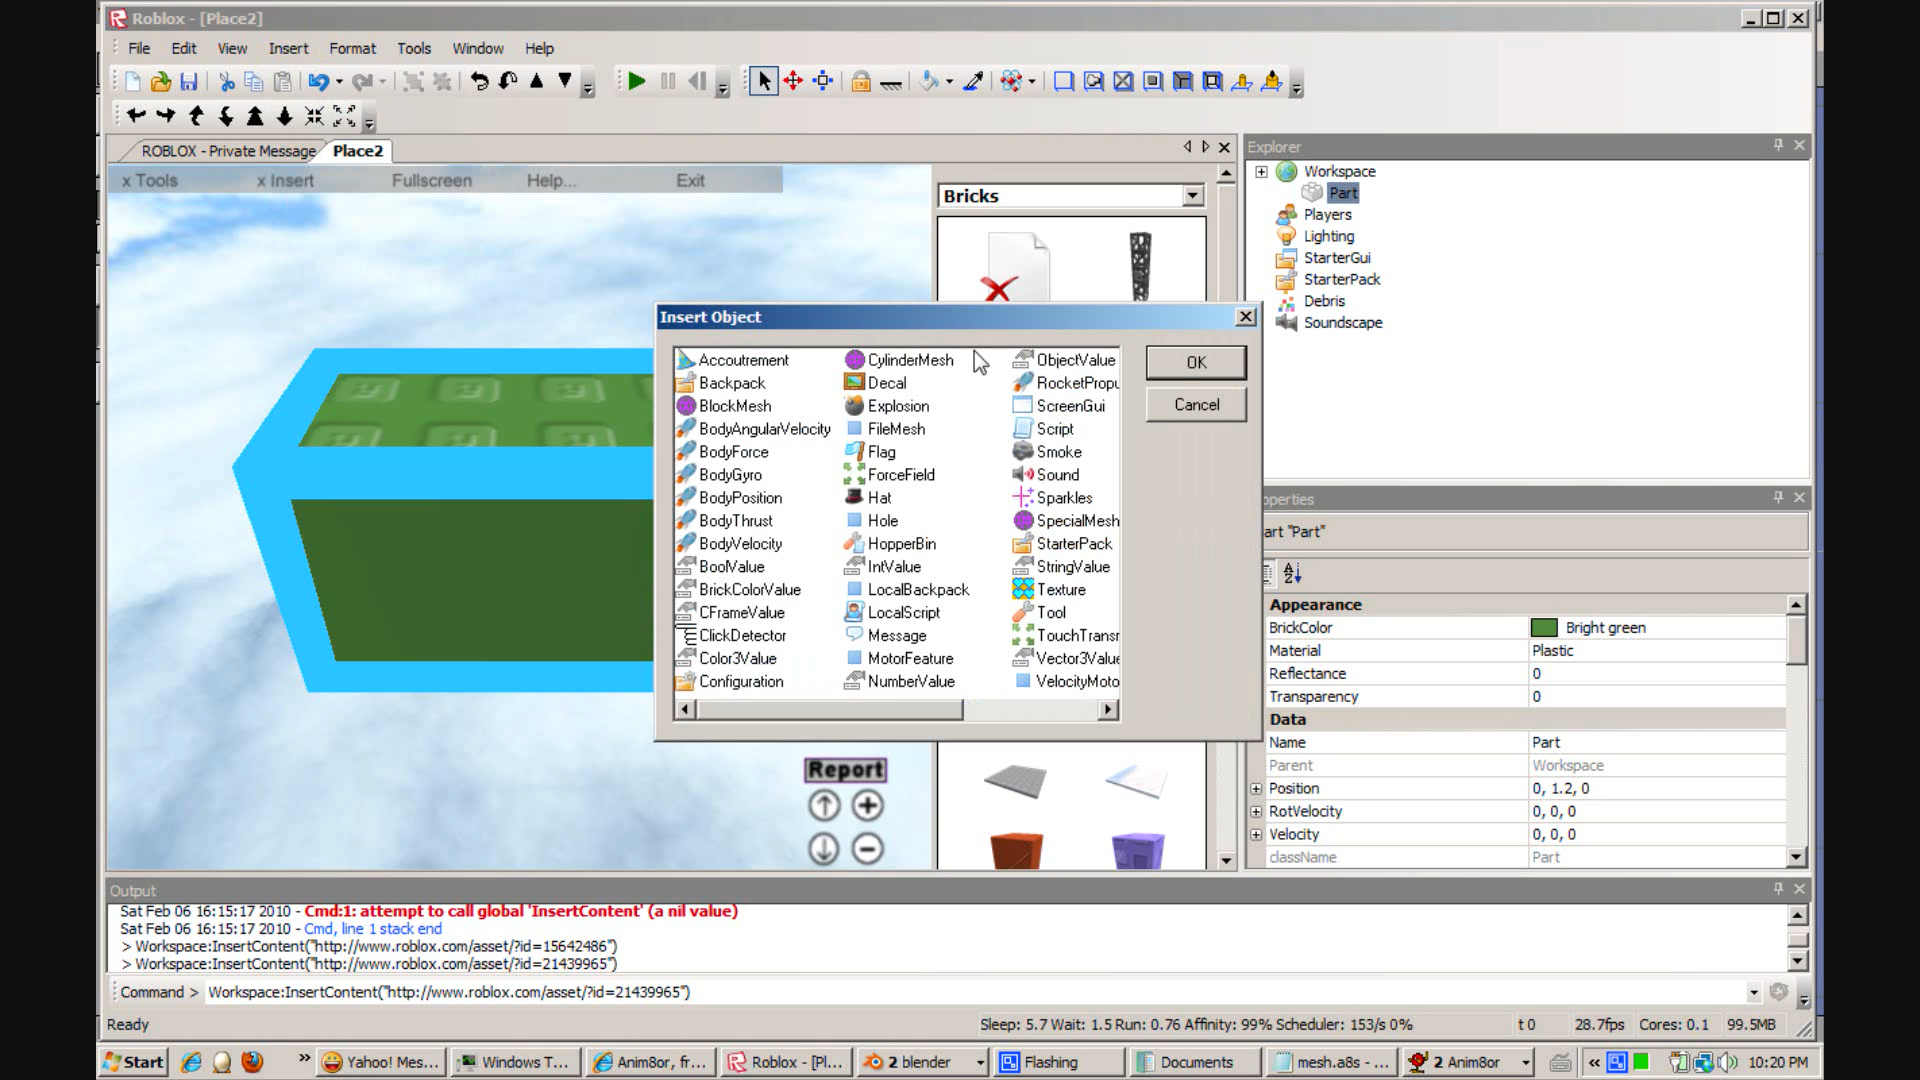 Roblox - [Place2]
File Edit View Insert Format Tools Window Help
ROBLOX - Private Message Place2
x Tools x Insert Fullscreen Help... Exit
Bricks
Explorer
Workspace
Part
Players
Lighting
StarterGui
StarterPack
Debris
Soundscape
Insert Object
Accoutrement CylinderMesh ObjectValue
Backpack Decal RocketPropu
BlockMesh Explosion ScreenGui
BodyAngularVelocity FileMesh Script
BodyForce Flag Smoke
BodyGyro ForceField Sound
BodyPosition Hat Sparkles
BodyThrust Hole SpecialMesh
BodyVelocity HopperBin StarterPack
BoolValue IntValue StringValue
BrickColorValue LocalBackpack Texture
CFrameValue LocalScript Tool
ClickDetector Message TouchTransr
Color3Value MotorFeature Vector3Value
Configuration NumberValue VelocityMoto
OK
Cancel
operties
art "Part"
Appearance
BrickColor Bright green
Material Plastic
Reflectance 0
Transparency 0
Data
Name Part
Parent Workspace
Position 0, 1.2, 0
RotVelocity 0, 0, 0
Velocity 0, 0, 0
className Part
Report
Output
Sat Feb 06 16:15:17 2010 - Cmd:1: attempt to call global 'InsertContent' (a nil value)
Sat Feb 06 16:15:17 2010 - Cmd, line 1 stack end
> Workspace:InsertContent("http://www.roblox.com/asset/?id=15642486")
> Workspace:InsertContent("http://www.roblox.com/asset/?id=21439965")
Command > Workspace:InsertContent("http://www.roblox.com/asset/?id=21439965")
Ready Sleep: 5.7 Wait: 1.5 Run: 0.76 Affinity: 99% Scheduler: 153/s 0% t 0 28.7fps Cores: 0.1 99.5MB
Start » Yahoo! Mes... Windows T... Anim8or, fr... Roblox - [Pl... 2 blender Flashing Documents mesh.a8s - ... 2 Anim8or « 10:20 PM